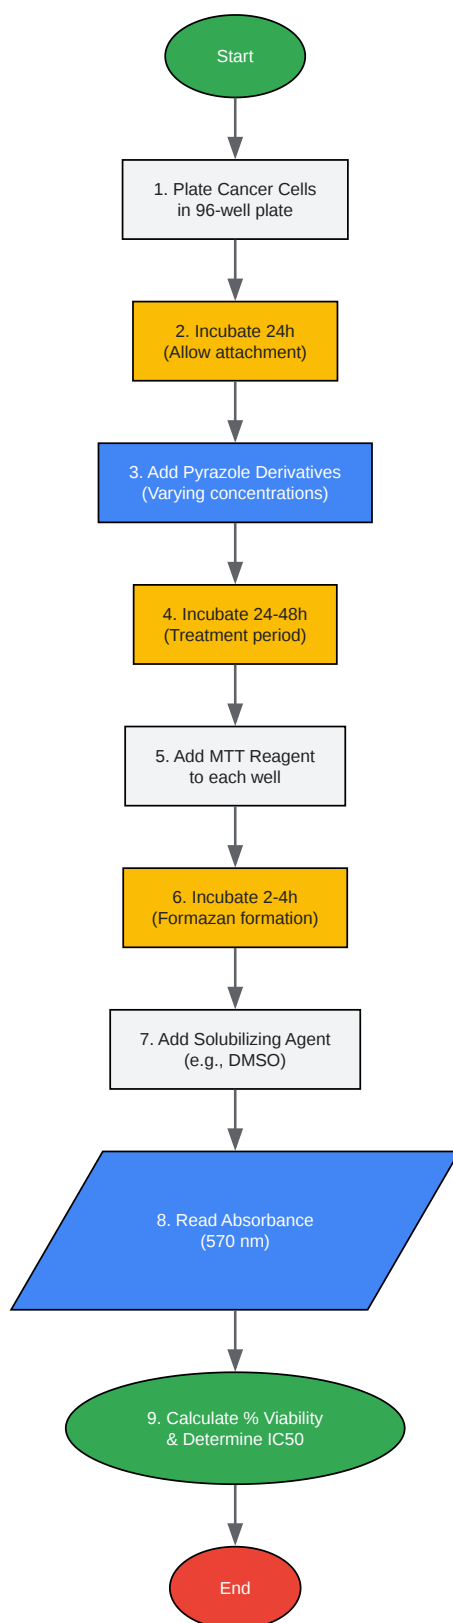 Start
1. Plate Cancer Cells
in 96-well plate
2. Incubate 24h
(Allow attachment)
3. Add Pyrazole Derivatives
(Varying concentrations)
4. Incubate 24-48h
(Treatment period)
5. Add MTT Reagent
to each well
6. Incubate 2-4h
(Formazan formation)
7. Add Solubilizing Agent
(e.g., DMSO)
8. Read Absorbance
(570 nm)
9. Calculate % Viability
& Determine IC50
End